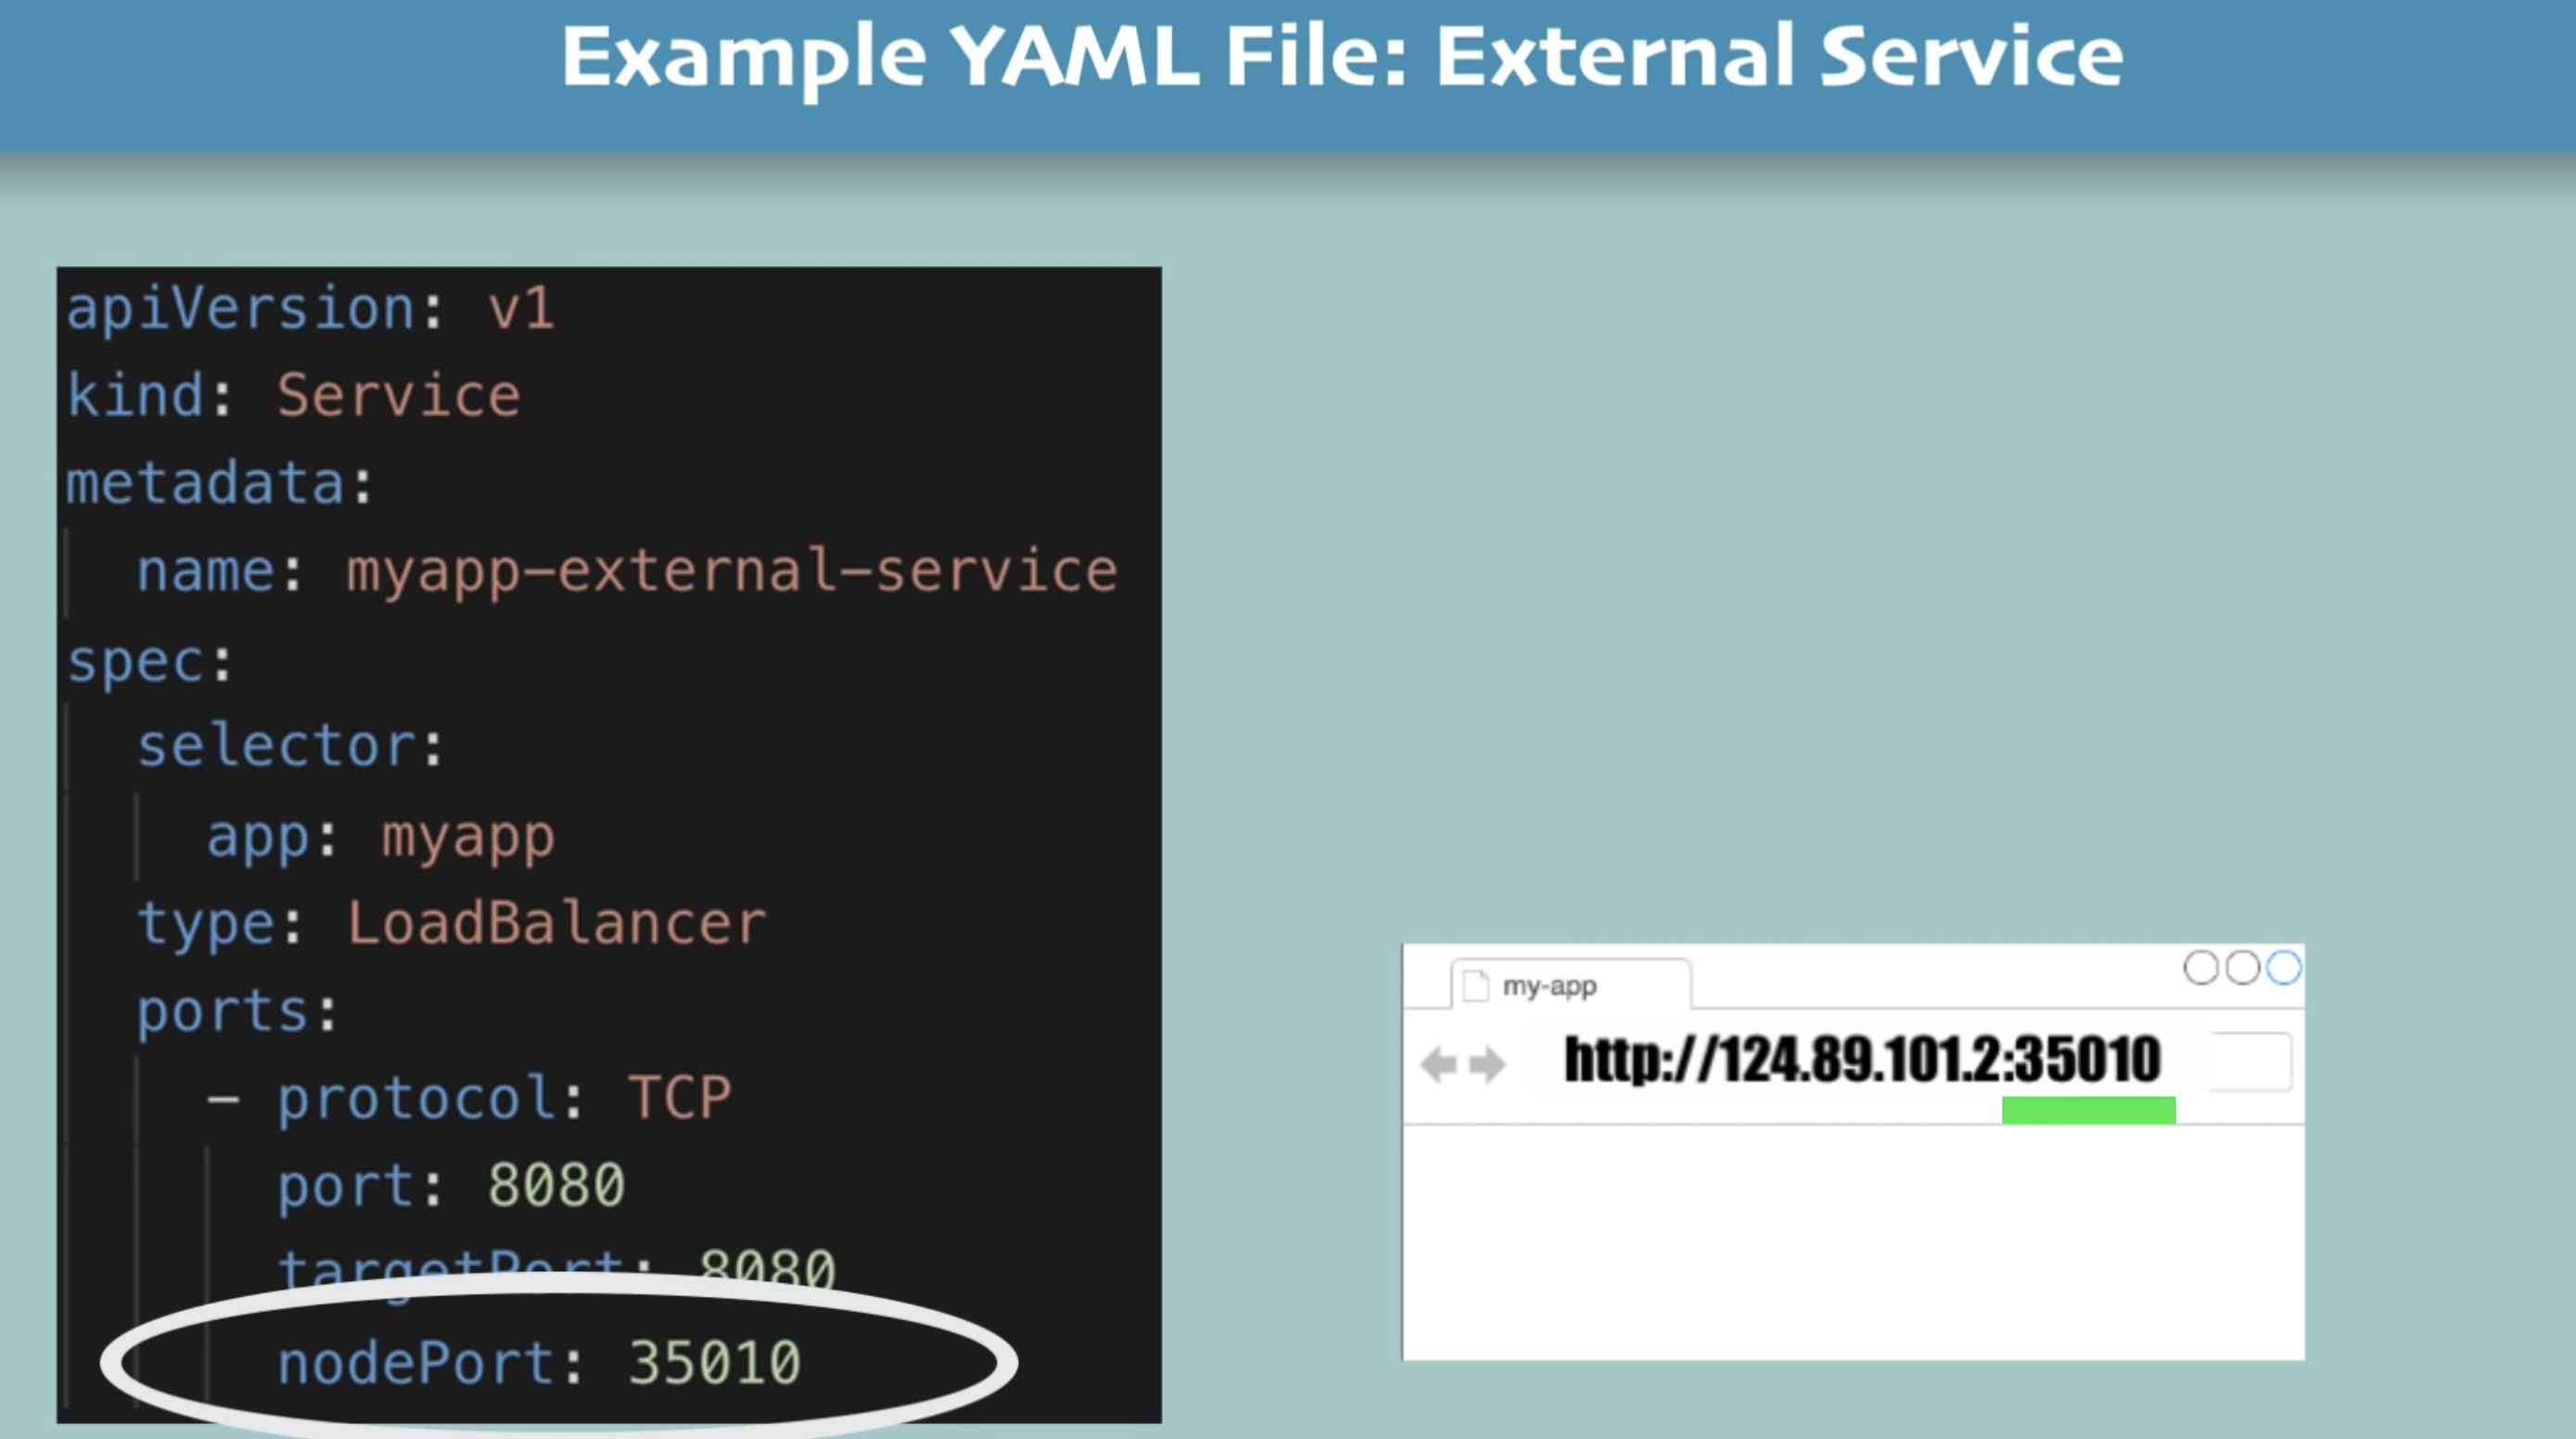 Example YAML File: External Service
apiVersion: v1
kind: Service
metadata:
  name: myapp-external-service
spec:
  selector:
    app: myapp
  type: LoadBalancer
  ports:
    - protocol: TCP
      port: 8080
      targetPort: 8080
      nodePort: 35010
my-app
http://124.89.101.2:35010